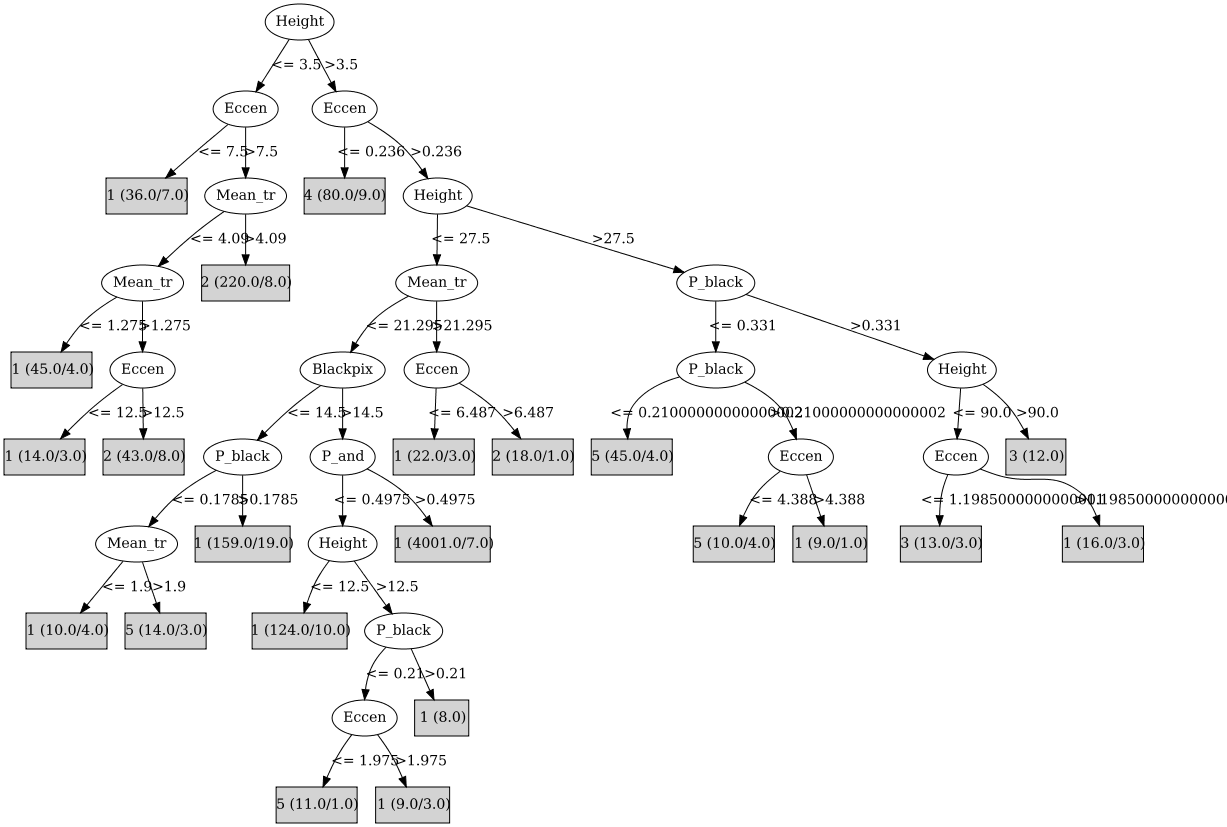 Height
<= 3.5 >3.5
Eccen Eccen
<= 7.5 >7.5 <= 0.236 >0.236
1 (36.0/7.0) Mean_tr 4 (80.0/9.0) Height
<= 4.09 >4.09 <= 27.5 >27.5
Mean_tr 2 (220.0/8.0) Mean_tr P_black
<= 1.275 >1.275 <= 21.295 >21.295 <= 0.331 >0.331
1 (45.0/4.0) Eccen Blackpix Eccen P_black Height
<= 12.5 >12.5 <= 14.5 >14.5 <= 6.487 >6.487 <= 0.21000000000000002 >0.21000000000000002 <= 90.0 >90.0
1 (14.0/3.0) 2 (43.0/8.0) P_black P_and 1 (22.0/3.0) 2 (18.0/1.0) 5 (45.0/4.0) Eccen Eccen 3 (12.0)
<= 0.1785 >0.1785 <= 0.4975 >0.4975 <= 4.388 >4.388
Mean_tr 1 (159.0/19.0) Height 1 (4001.0/7.0) 5 (10.0/4.0) 1 (9.0/1.0) 3 (13.0/3.0) 1 (16.0/3.0)
<= 1.9 >1.9 <= 12.5 >12.5
1 (10.0/4.0) 5 (14.0/3.0) 1 (124.0/10.0) P_black
<= 0.21 >0.21
Eccen 1 (8.0)
<= 1.975 >1.975
5 (11.0/1.0) 1 (9.0/3.0)